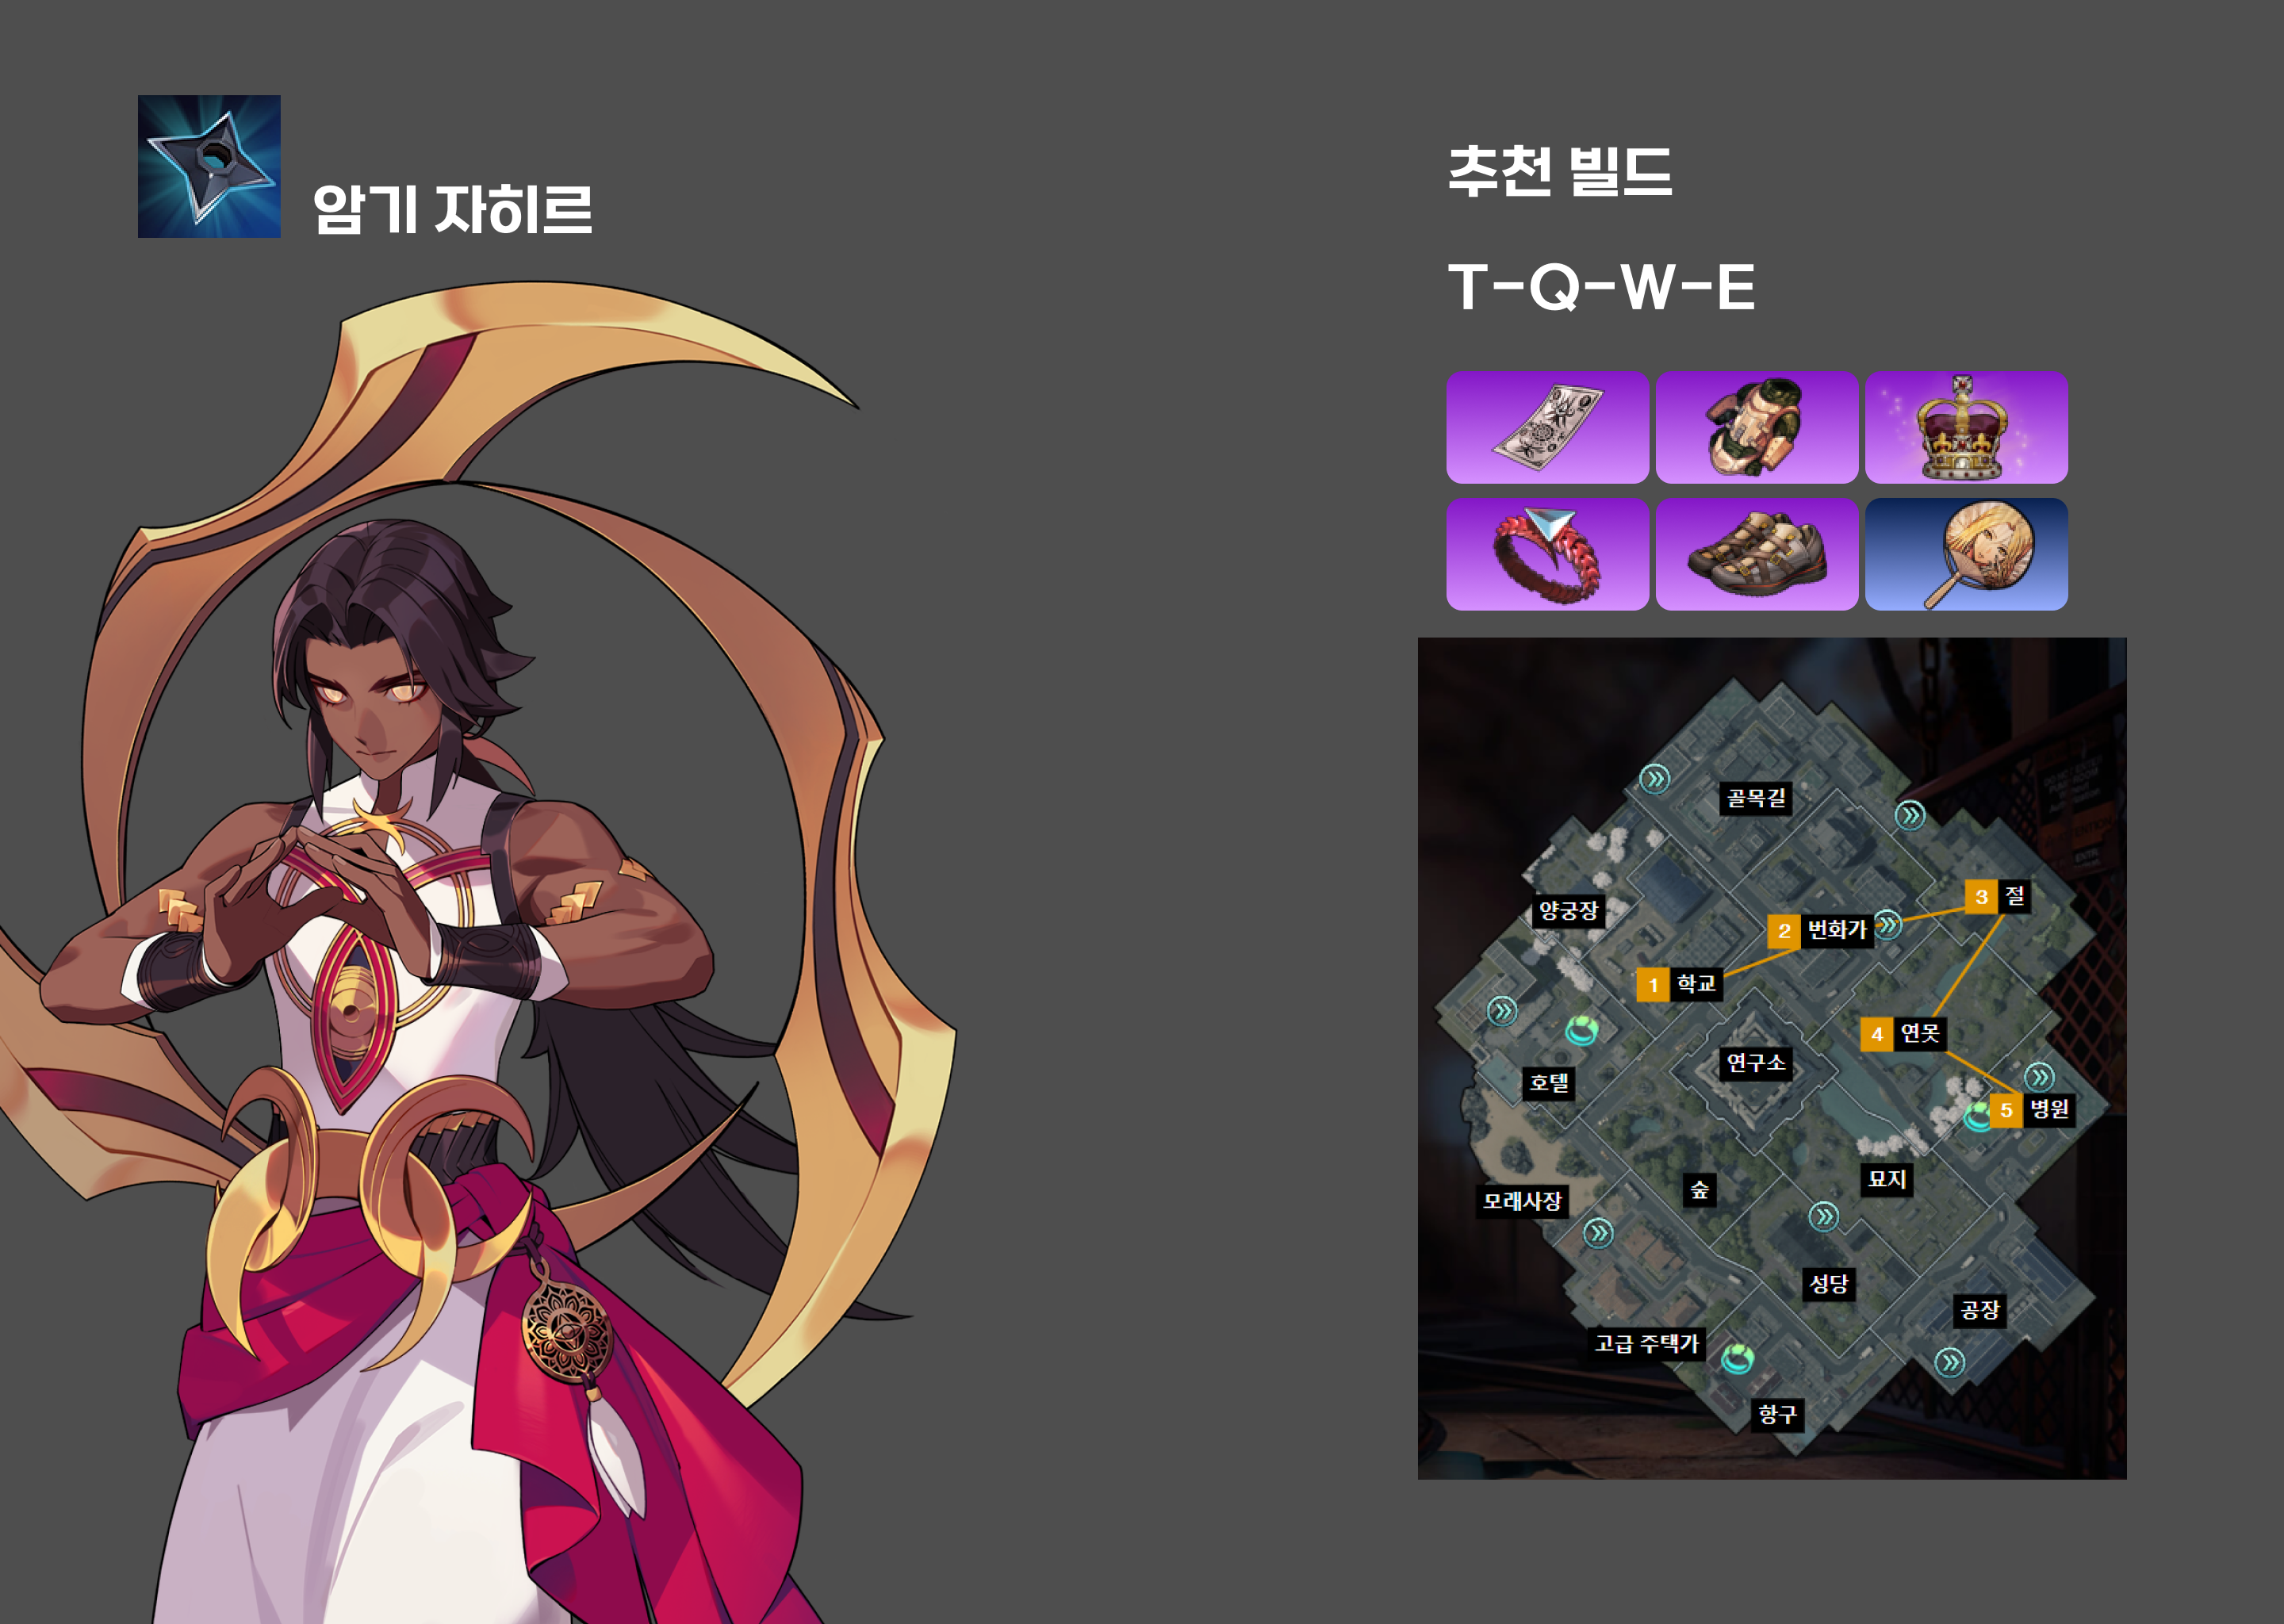 암기 자히르
추천 빌드
T-Q-W-E
골목길
3 절
양궁장
2 번화가
1 학교
4 연못
연구소
호텔
5 병원
묘지
숲
모래사장
성당
공장
고급 주택가
항구